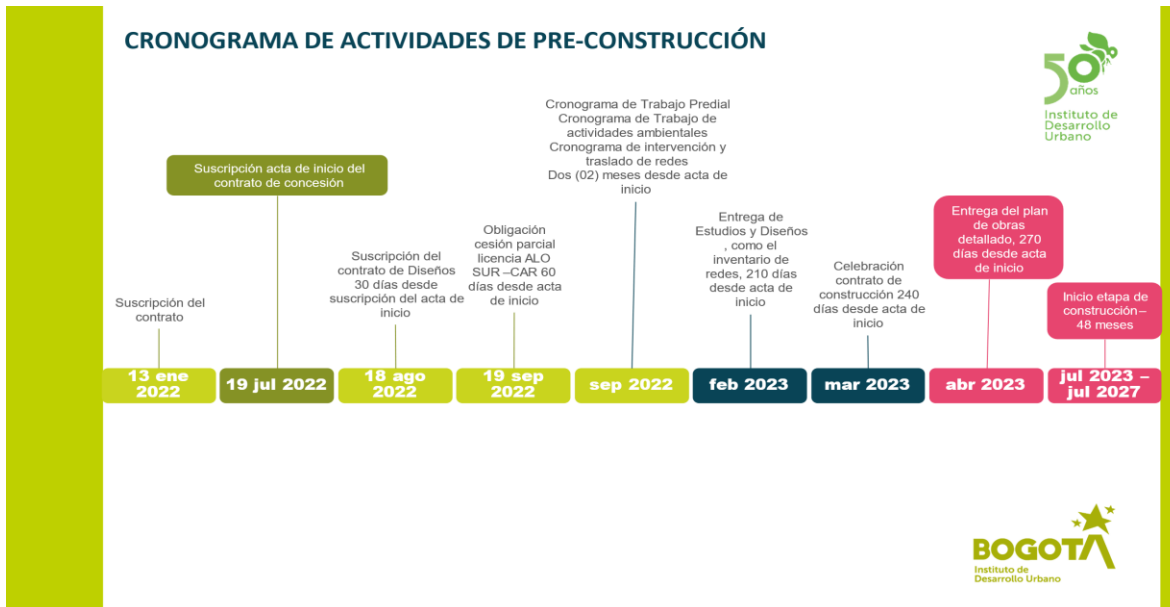 CRONOGRAMA DE ACTIVIDADES DE PRE-CONSTRUCCIÓN
50
años
Instituto de
Desarrollo
Urbano
Suscripción del
contrato
Suscripción acta de inicio del
contrato de concesión
Suscripción del
contrato de Diseños
30 días desde
suscripción del acta de
inicio
Obligación
cesión parcial
licencia ALO
SUR –CAR 60
días desde acta
de inicio
Cronograma de Trabajo Predial
Cronograma de Trabajo de
actividades ambientales
Cronograma de intervención y
traslado de redes
Dos (02) meses desde acta de
inicio
Entrega de
Estudios y Diseños
, como el
inventario de
redes, 210 días
desde acta de
inicio
Celebración
contrato de
construcción 240
días desde acta de
inicio
Entrega del plan
de obras
detallado, 270
días desde acta
de inicio
Inicio etapa de
construcción–
48 meses
13 ene
2022
19 jul 2022
18 ago
2022
19 sep
2022
sep 2022
feb 2023
mar 2023
abr 2023
jul 2023 –
jul 2027
BOGOTÁ
Instituto de
Desarrollo Urbano